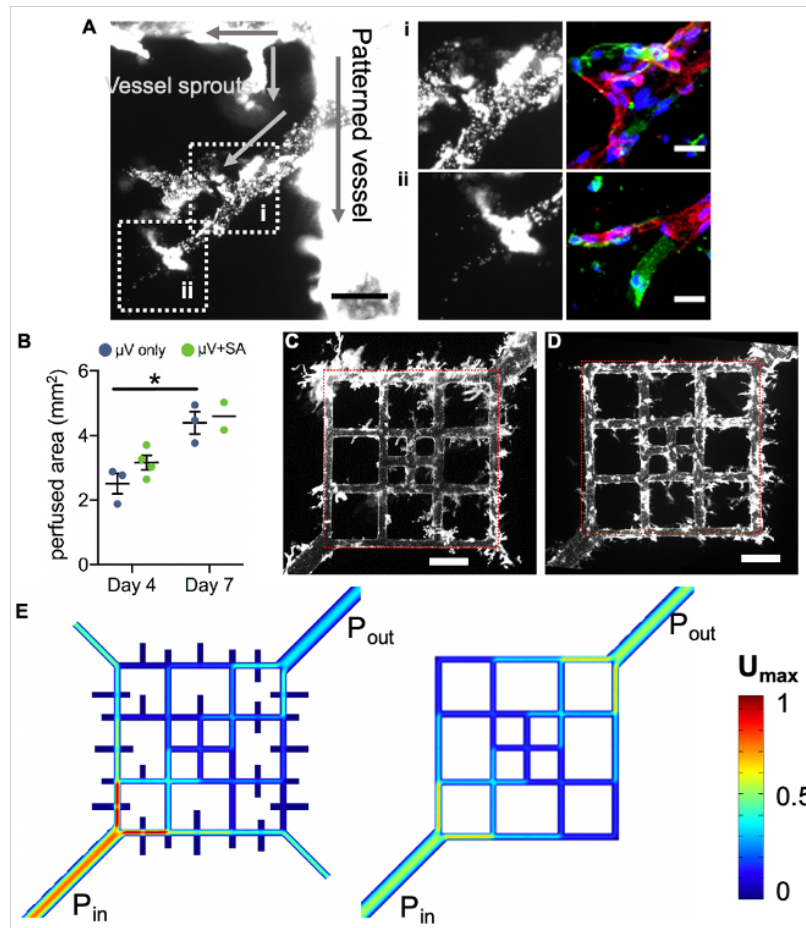 A
Vessel sprouts
Patterned vessel
i
ii
i
ii
B
μV only
μV+SA
*
perfused area (mm²)
6
4
2
0
Day 4
Day 7
C
D
E
P_out
P_in
P_out
P_in
U_max
1
0.5
0